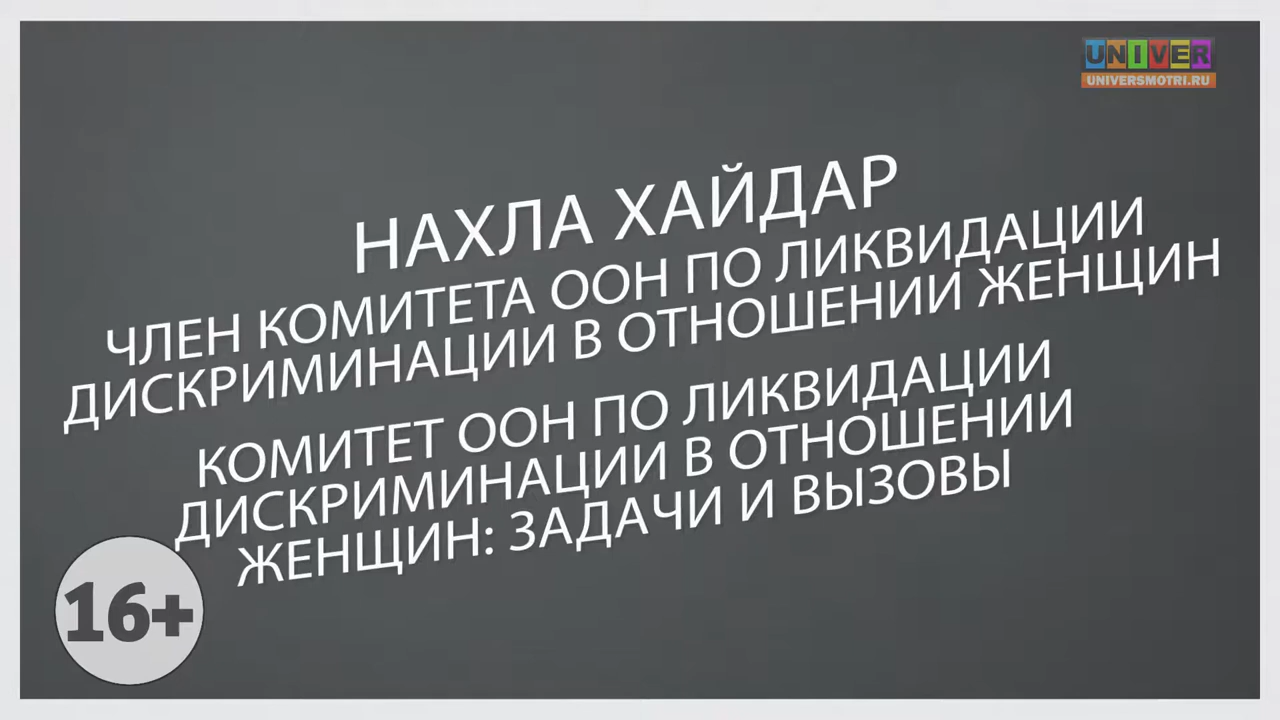 UNIVER
UNIVERSMOTRI.RU
НАХЛА ХАЙДАР
ЧЛЕН КОМИТЕТА ООН ПО ЛИКВИДАЦИИ
ДИСКРИМИНАЦИИ В ОТНОШЕНИИ ЖЕНЩИН
КОМИТЕТ ООН ПО ЛИКВИДАЦИИ
ДИСКРИМИНАЦИИ В ОТНОШЕНИИ
ЖЕНЩИН: ЗАДАЧИ И ВЫЗОВЫ
16+